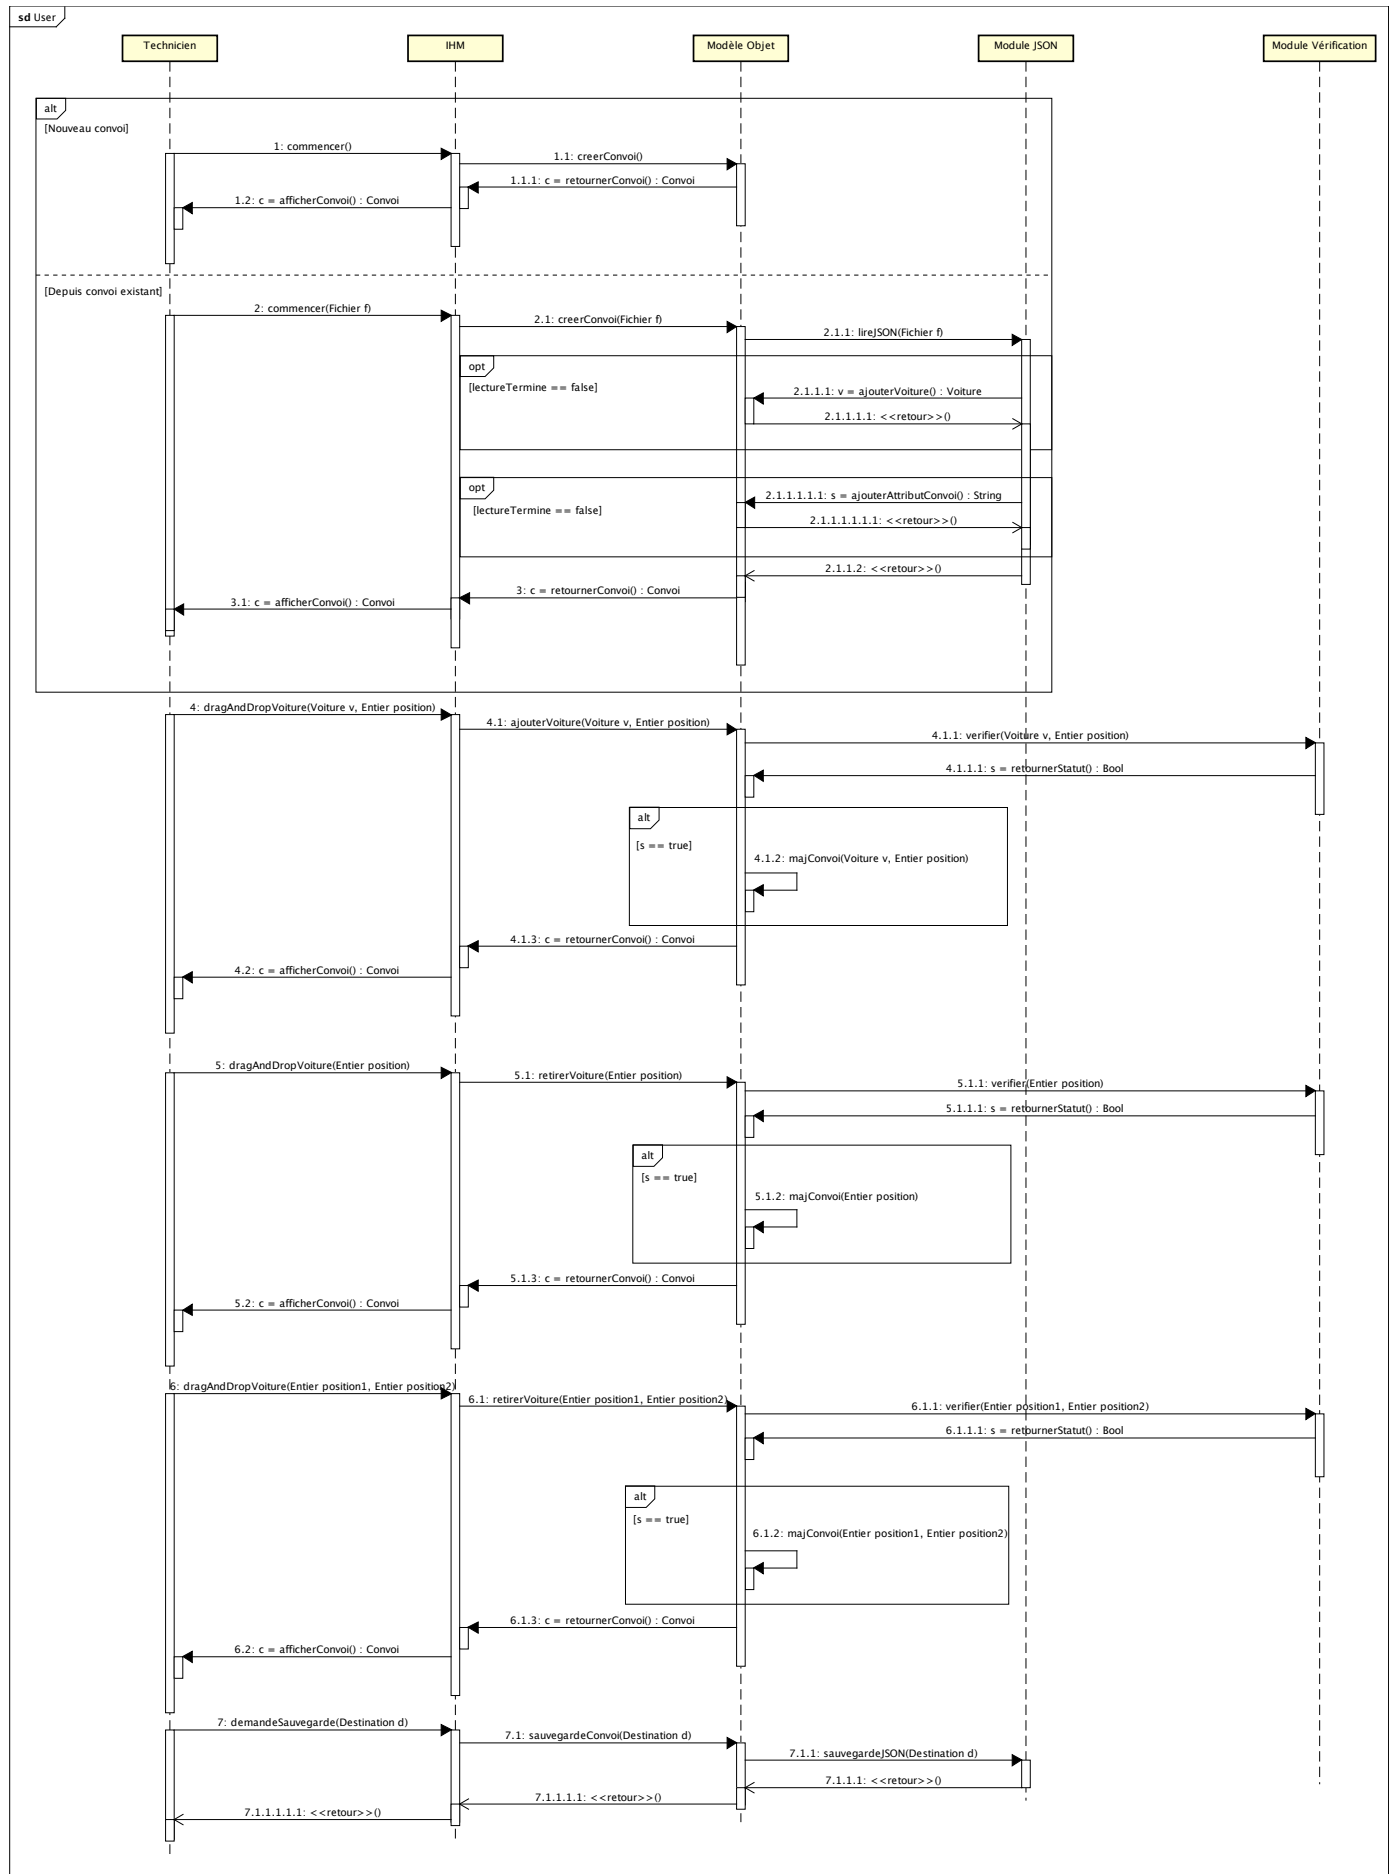 sd User
Technicien
IHM
Modèle Objet
Module JSON
Module Vérification
alt
[Nouveau convoi]
1: commencer()
1.1: creerConvoi()
1.1.1: c = retournerConvoi() : Convoi
1.2: c = afficherConvoi() : Convoi
[Depuis convoi existant]
2: commencer(Fichier f)
2.1: creerConvoi(Fichier f)
2.1.1: lireJSON(Fichier f)
opt
[lectureTermine == false]
2.1.1.1: v = ajouterVoiture() : Voiture
2.1.1.1.1: <<retour>>()
opt
2.1.1.1.1.1: s = ajouterAttributConvoi() : String
[lectureTermine == false]
2.1.1.1.1.1.1: <<retour>>()
2.1.1.2: <<retour>>()
3: c = retournerConvoi() : Convoi
3.1: c = afficherConvoi() : Convoi
4: dragAndDropVoiture(Voiture v, Entier position)
4.1: ajouterVoiture(Voiture v, Entier position)
4.1.1: verifier(Voiture v, Entier position)
4.1.1.1: s = retournerStatut() : Bool
alt
[s == true]
4.1.2: majConvoi(Voiture v, Entier position)
4.1.3: c = retournerConvoi() : Convoi
4.2: c = afficherConvoi() : Convoi
5: dragAndDropVoiture(Entier position)
5.1: retirerVoiture(Entier position)
5.1.1: verifier(Entier position)
5.1.1.1: s = retournerStatut() : Bool
alt
[s == true]
5.1.2: majConvoi(Entier position)
5.1.3: c = retournerConvoi() : Convoi
5.2: c = afficherConvoi() : Convoi
6: dragAndDropVoiture(Entier position1, Entier position2)
6.1: retirerVoiture(Entier position1, Entier position2)
6.1.1: verifier(Entier position1, Entier position2)
6.1.1.1: s = retournerStatut() : Bool
alt
[s == true]
6.1.2: majConvoi(Entier position1, Entier position2)
6.1.3: c = retournerConvoi() : Convoi
6.2: c = afficherConvoi() : Convoi
7: demandeSauvegarde(Destination d)
7.1: sauvegardeConvoi(Destination d)
7.1.1: sauvegardeJSON(Destination d)
7.1.1.1: <<retour>>()
7.1.1.1.1: <<retour>>()
7.1.1.1.1.1: <<retour>>()